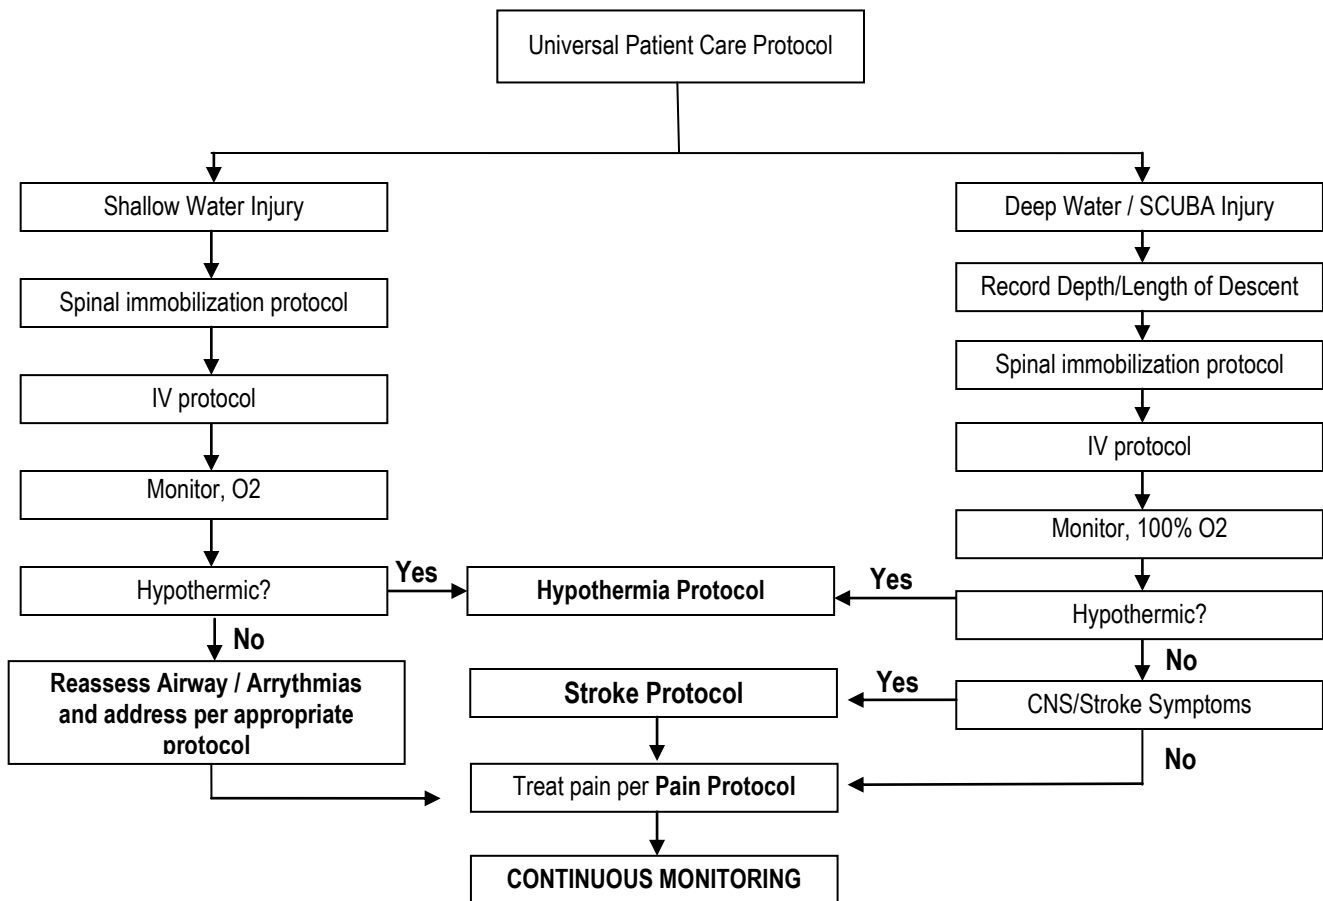 Universal Patient Care Protocol
Shallow Water Injury
Deep Water / SCUBA Injury
Spinal immobilization protocol
Record Depth/Length of Descent
IV protocol
Spinal immobilization protocol
Monitor, O2
IV protocol
Monitor, 100% O2
Hypothermic?
Yes
Hypothermia Protocol
Yes
Hypothermic?
No
No
Reassess Airway / Arrythmias
and address per appropriate
protocol
Stroke Protocol
Yes
CNS/Stroke Symptoms
No
Treat pain per Pain Protocol
CONTINUOUS MONITORING